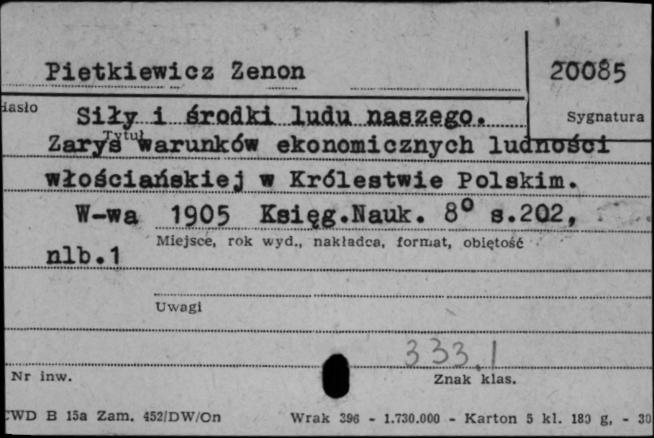 Pietkiewicz Zenon 20085
Hasło Siły i środki ludu naszego. Sygnatura
Tytuł
Zarys warunków ekonomicznych ludności
włościańskiej w Królestwie Polskim.
W-wa 1905 Księg.Nauk. 8° s.202,
Miejsce, rok wyd., nakładca, format, objętość
nlb.1
Uwagi
333.1
Nr inw. Znak klas.
CWD B 15a Zam. 452/DW/On Wrak 396 - 1.730.000 - Karton 5 kl. 180 g, - 30